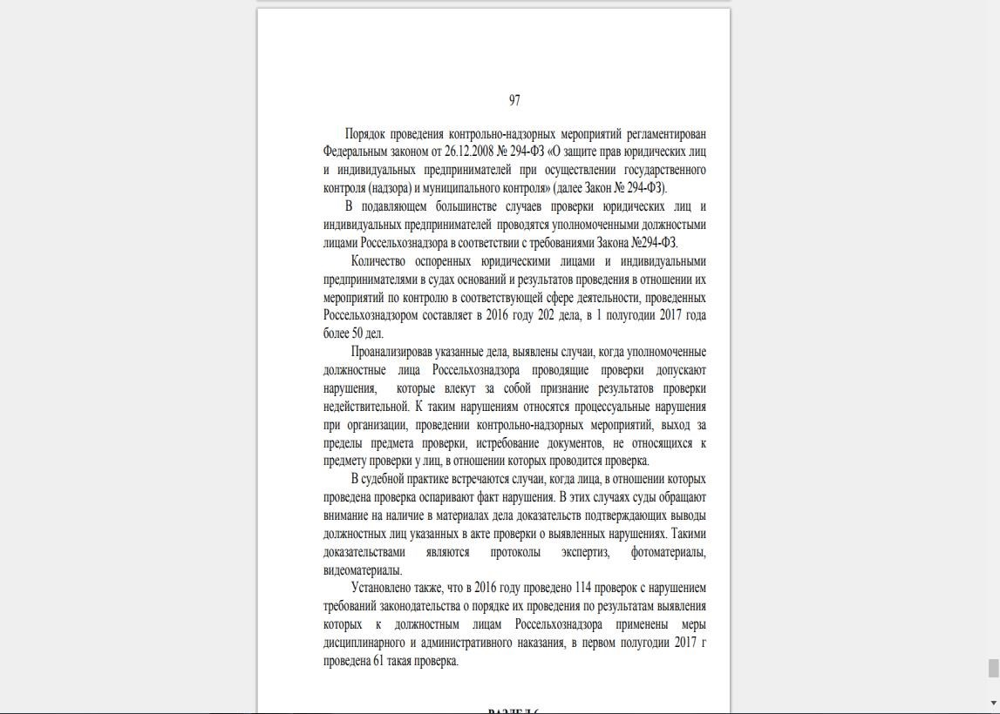 97
Порядок проведения контрольно-надзорных мероприятий регламентирован
Федеральным законом от 26.12.2008 № 294-ФЗ «О защите прав юридических лиц
и индивидуальных предпринимателей при осуществлении государственного
контроля (надзора) и муниципального контроля» (далее Закон № 294-ФЗ).
В подавляющем большинстве случаев проверки юридических лиц и
индивидуальных предпринимателей проводятся уполномоченными должностыми
лицами Россельхознадзора в соответствии с требованиями Закона №294-ФЗ.
Количество оспоренных юридическими лицами и индивидуальными
предпринимателями в судах оснований и результатов проведения в отношении их
мероприятий по контролю в соответствующей сфере деятельности, проведенных
Россельхознадзором составляет в 2016 году 202 дела, в 1 полугодии 2017 года
более 50 дел.
Проанализировав указанные дела, выявлены случаи, когда уполномоченные
должностные лица Россельхознадзора проводящие проверки допускают
нарушения, которые влекут за собой признание результатов проверки
недействительной. К таким нарушениям относятся процессуальные нарушения
при организации, проведении контрольно-надзорных мероприятий, выход за
пределы предмета проверки, истребование документов, не относящихся к
предмету проверки у лиц, в отношении которых проводится проверка.
В судебной практике встречаются случаи, когда лица, в отношении которых
проведена проверка оспаривают факт нарушения. В этих случаях суды обращают
внимание на наличие в материалах дела доказательств подтверждающих выводы
должностных лиц указанных в акте проверки о выявленных нарушениях. Такими
доказательствами являются протоколы экспертиз, фотоматериалы,
видеоматериалы.
Установлено также, что в 2016 году проведено 114 проверок с нарушением
требований законодательства о порядке их проведения по результатам выявления
которых к должностным лицам Россельхознадзора применены меры
дисциплинарного и административного наказания, в первом полугодии 2017 г
проведена 61 такая проверка.
РАЗДЕЛ